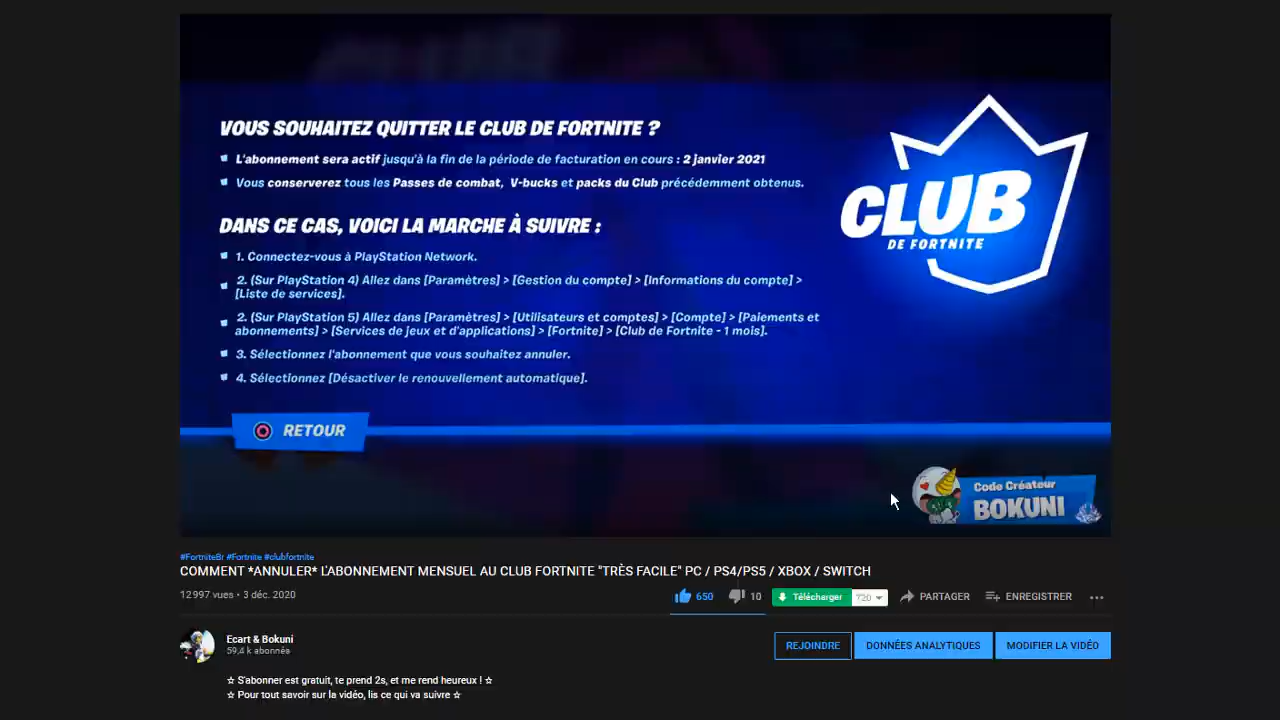 VOUS SOUHAITEZ QUITTER LE CLUB DE FORTNITE ?
L'abonnement sera actif jusqu'à la fin de la période de facturation en cours : 2 janvier 2021
Vous conserverez tous les Passes de combat, V-bucks et packs du Club précédemment obtenus.
DANS CE CAS, VOICI LA MARCHE À SUIVRE :
1. Connectez-vous à PlayStation Network.
2. (Sur PlayStation 4) Allez dans [Paramètres] > [Gestion du compte] > [Informations du compte] >
[Liste de services].
2. (Sur PlayStation 5) Allez dans [Paramètres] > [Utilisateurs et comptes] > [Compte] > [Paiements et
abonnements] > [Services de jeux et d'applications] > [Fortnite] > [Club de Fortnite - 1 mois].
3. Sélectionnez l'abonnement que vous souhaitez annuler.
4. Sélectionnez [Désactiver le renouvellement automatique].
RETOUR
CLUB
DE FORTNITE
Code Créateur
BOKUNI
#FortniteBr #Fortnite #clubfortnite
COMMENT *ANNULER* L'ABONNEMENT MENSUEL AU CLUB FORTNITE "TRÈS FACILE" PC / PS4/PS5 / XBOX / SWITCH
12 997 vues • 3 déc. 2020
650
10
Télécharger
720
PARTAGER
ENREGISTRER
Ecart & Bokuni
59,4 k abonnés
REJOINDRE
DONNÉES ANALYTIQUES
MODIFIER LA VIDÉO
☆ S'abonner est gratuit, te prend 2s, et me rend heureux ! ☆
☆ Pour tout savoir sur la vidéo, lis ce qui va suivre ☆